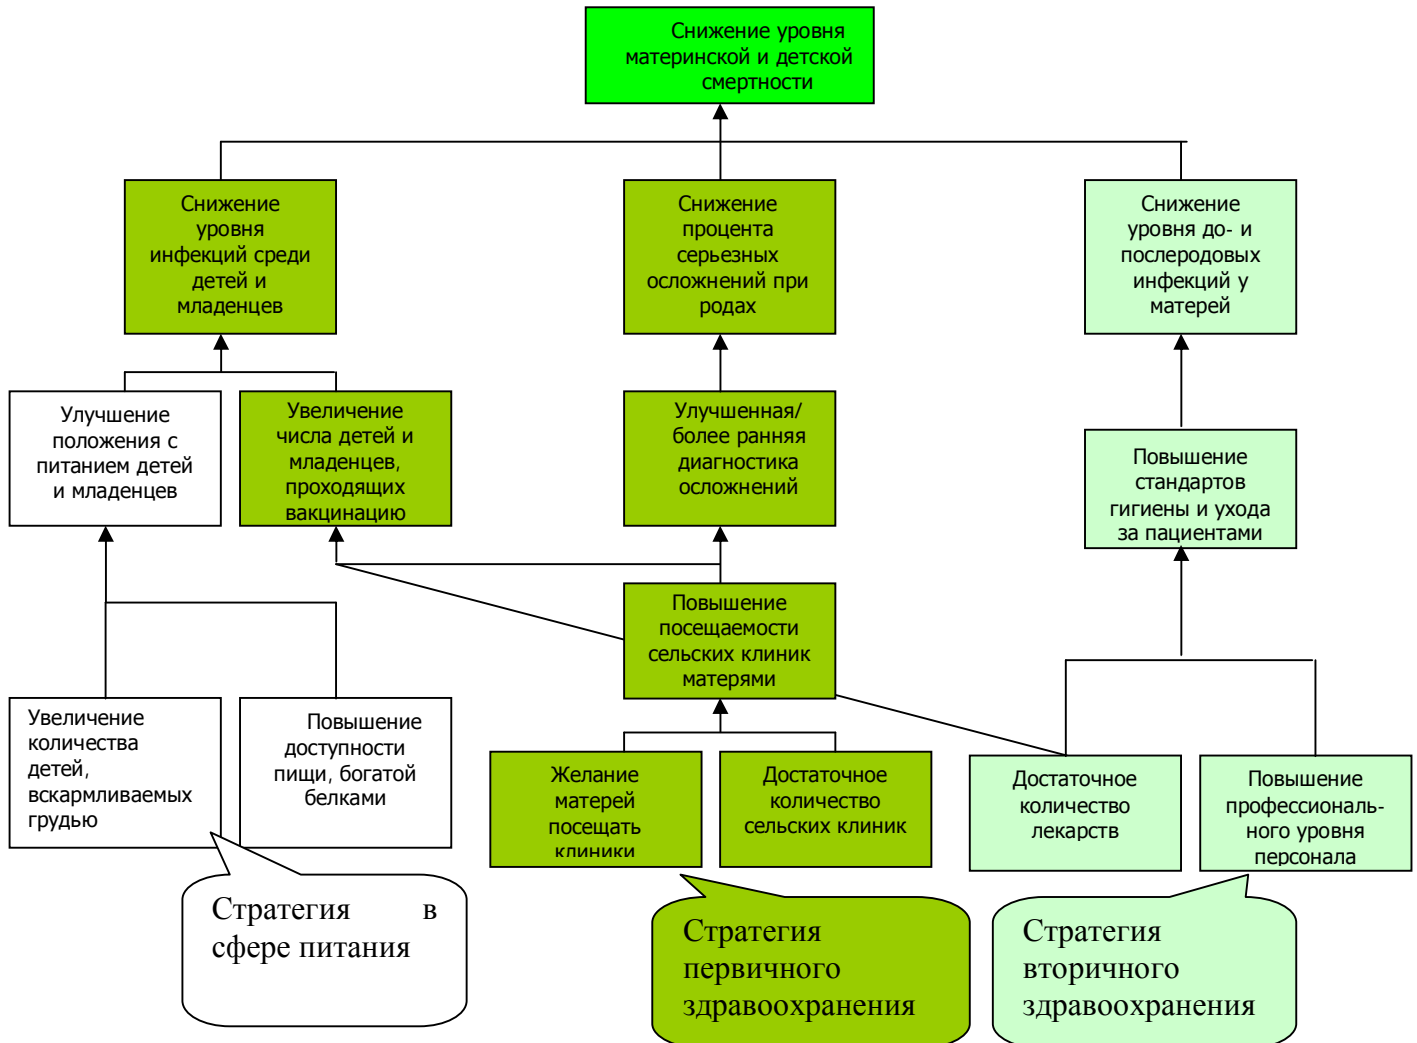 Снижение уровня
материнской и детской
смертности
Снижение
уровня
инфекций среди
детей и
младенцев
Снижение
процента
серьезных
осложнений при
родах
Снижение
уровня до- и
послеродовых
инфекций у
матерей
Улучшение
положения с
питанием детей
и младенцев
Увеличение
числа детей и
младенцев,
проходящих
вакцинацию
Улучшенная/
более ранняя
диагностика
осложнений
Повышение
стандартов
гигиены и ухода
за пациентами
Повышение
посещаемости
сельских клиник
матерями
Увеличение
количества
детей,
вскармливаемых
грудью
Повышение
доступности
пищи, богатой
белками
Желание
матерей
посещать
клиники
Достаточное
количество
сельских клиник
Достаточное
количество
лекарств
Повышение
профессиональ-
ного уровня
персонала
Стратегия в
сфере питания
Стратегия
первичного
здравоохранения
Стратегия
вторичного
здравоохранения